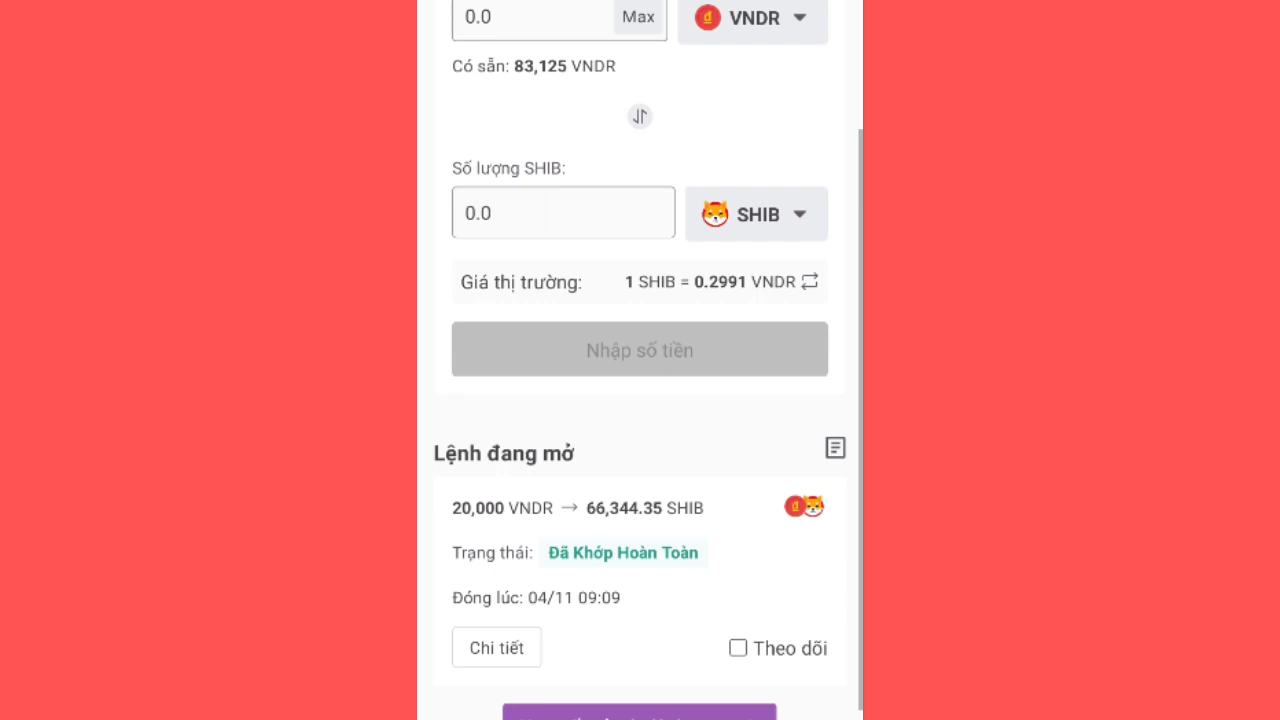 0.0 Max VNDR
Có sẵn: 83,125 VNDR
Số lượng SHIB:
0.0 SHIB
Giá thị trường: 1 SHIB = 0.2991 VNDR
Nhập số tiền
Lệnh đang mở
20,000 VNDR → 66,344.35 SHIB
Trạng thái: Đã Khớp Hoàn Toàn
Đóng lúc: 04/11 09:09
Chi tiết Theo dõi